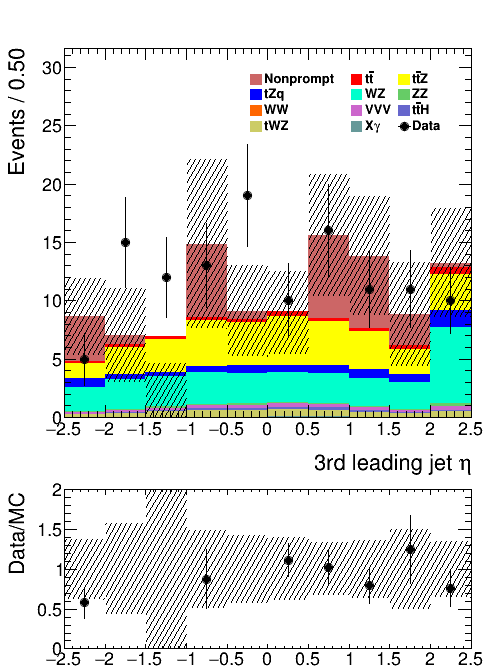 Events / 0.50
30
25
20
15
10
5
0
Nonprompt tt̄ tt̄Z
tZq WZ ZZ
WW VVV tt̄H
tWZ Xγ Data
−2.5 −2 −1.5 −1 −0.5 0 0.5 1 1.5 2 2.5
3rd leading jet η
Data/MC
2
1.5
1
0.5
0
−2.5 −2 −1.5 −1 −0.5 0 0.5 1 1.5 2 2.5